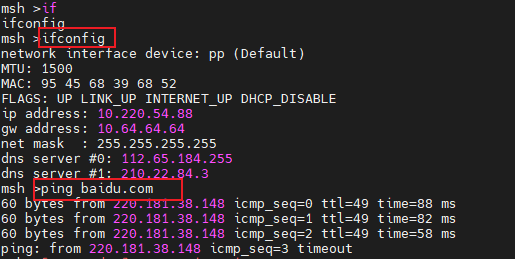 msh >if
ifconfig
msh >ifconfig
network interface device: pp (Default)
MTU: 1500
MAC: 95 45 68 39 68 52
FLAGS: UP LINK_UP INTERNET_UP DHCP_DISABLE
ip address: 10.220.54.88
gw address: 10.64.64.64
net mask  : 255.255.255.255
dns server #0: 112.65.184.255
dns server #1: 210.22.84.3
msh >ping baidu.com
60 bytes from 220.181.38.148 icmp_seq=0 ttl=49 time=88 ms
60 bytes from 220.181.38.148 icmp_seq=1 ttl=49 time=82 ms
60 bytes from 220.181.38.148 icmp_seq=2 ttl=49 time=58 ms
ping: from 220.181.38.148 icmp_seq=3 timeout